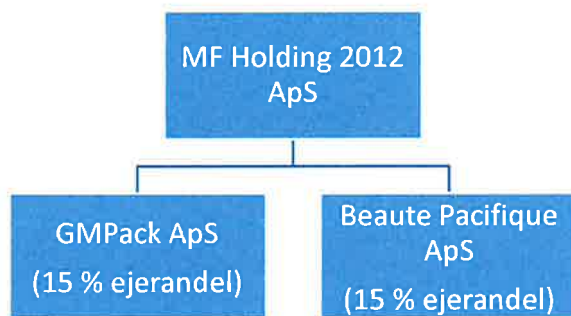 MF Holding 2012
ApS
GMPack ApS
(15 % ejerandel)
Beaute Pacifique
ApS
(15 % ejerandel)